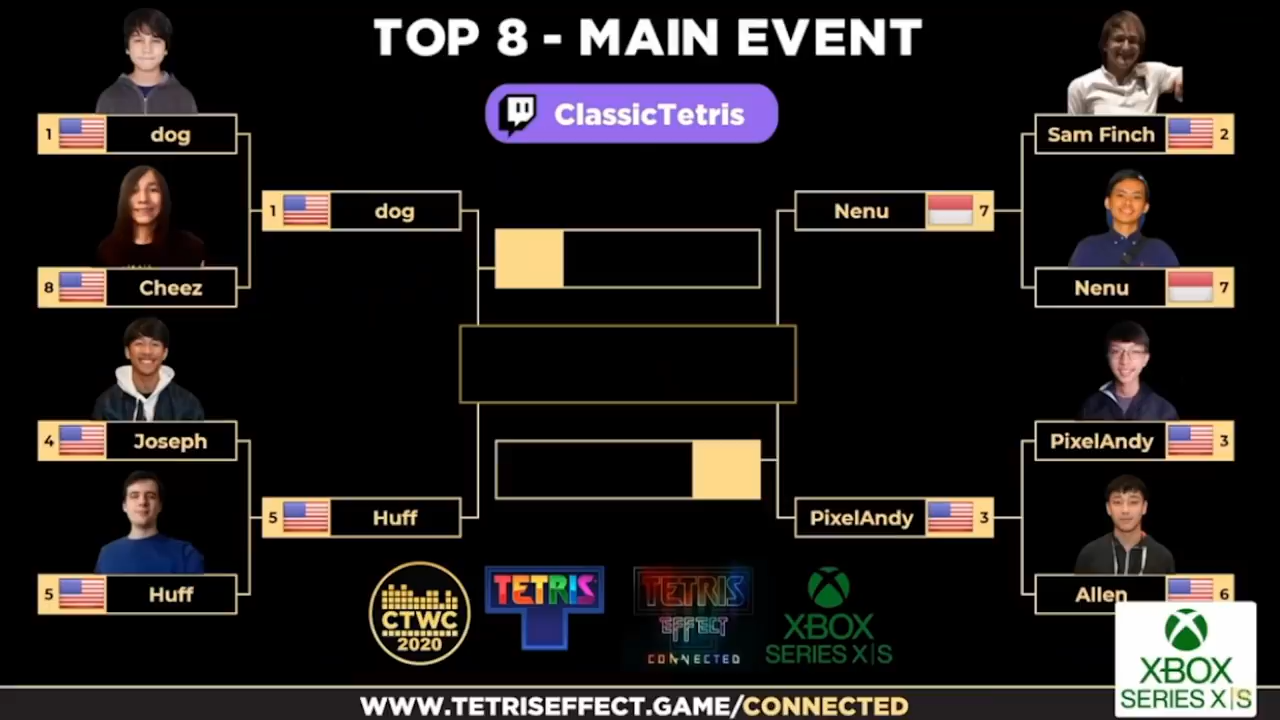 TOP 8 - MAIN EVENT
ClassicTetris
1 dog
Sam Finch 2
1 dog
Nenu 7
8 Cheez
Nenu 7
4 Joseph
PixelAndy 3
5 Huff
PixelAndy 3
5 Huff
Allen 6
CTWC
2020
TETRIS
TETRIS
EFFECT
CONNECTED
XBOX
SERIES X|S
XBOX
SERIES X|S
WWW.TETRISEFFECT.GAME/CONNECTED